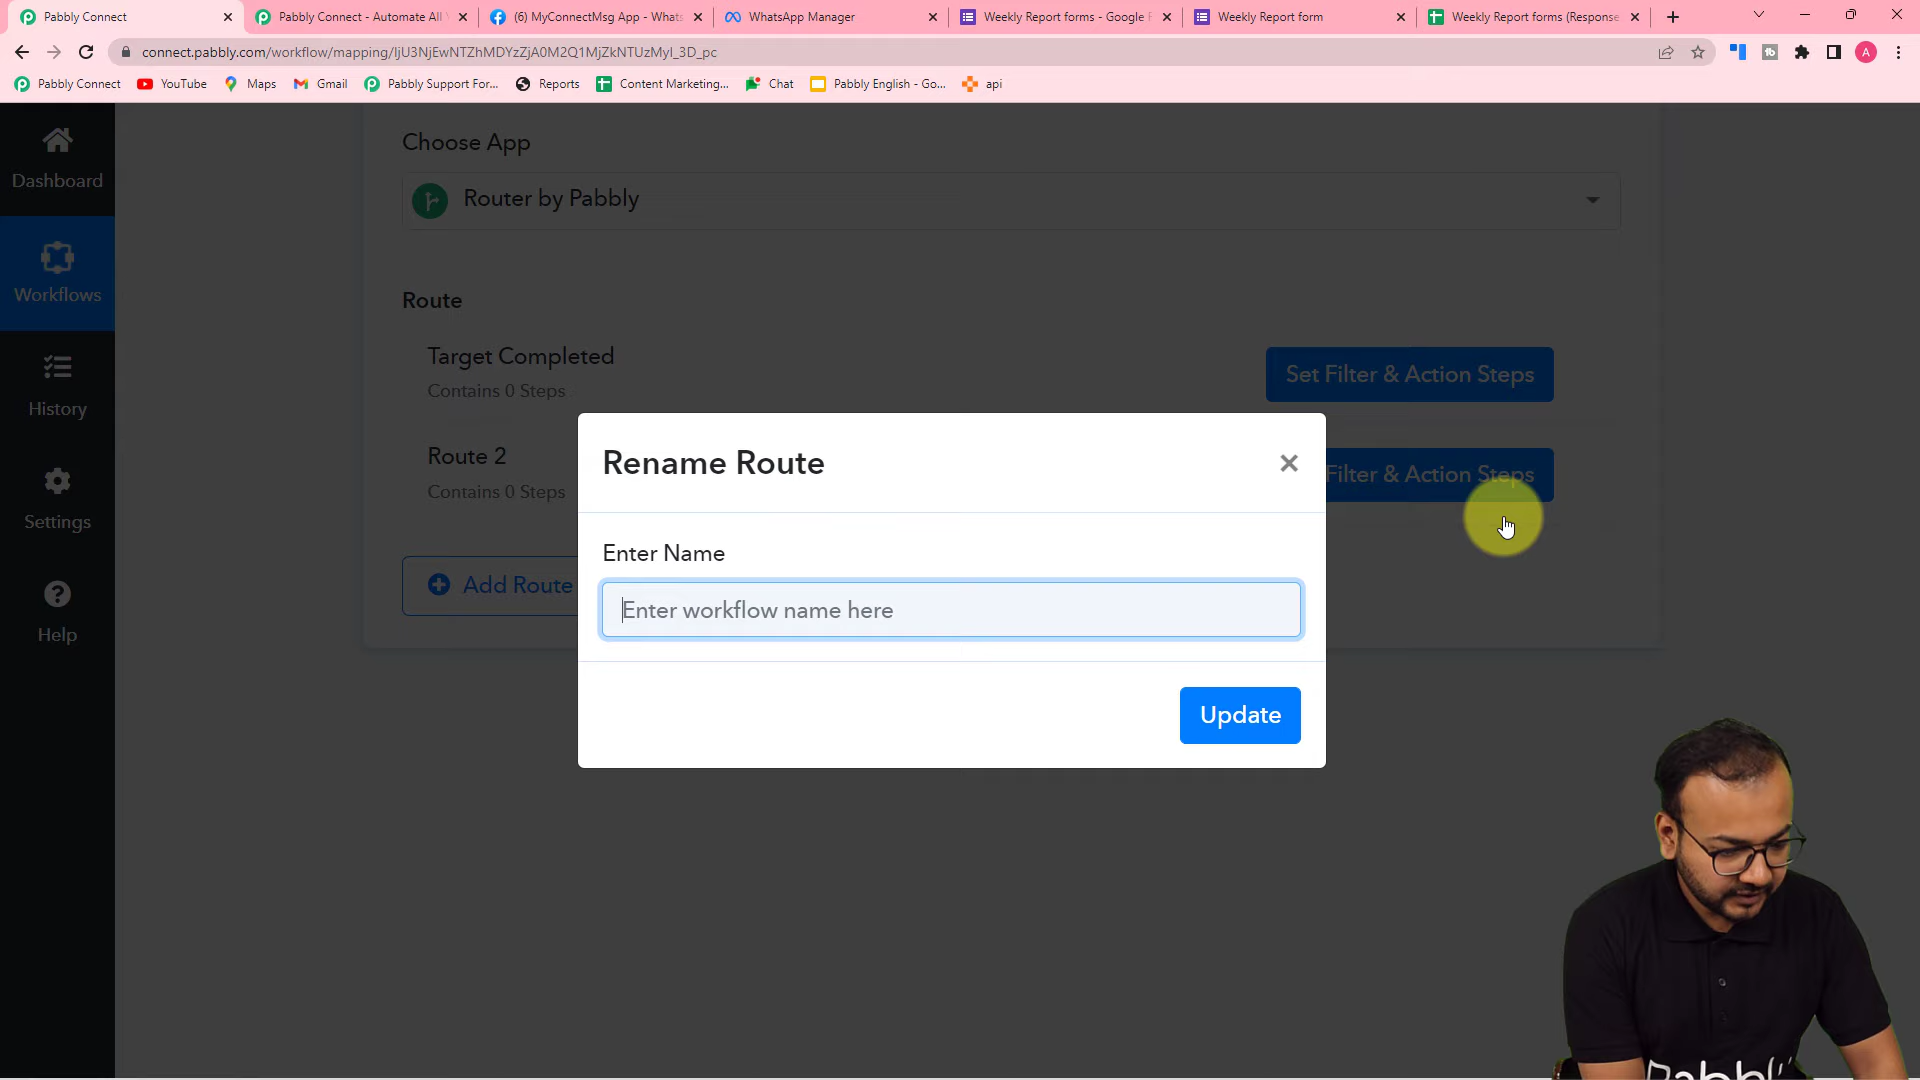 Pabbly Connect
Pabbly Connect - Automate All
(6) MyConnectMsg App - Whats
WhatsApp Manager
Weekly Report forms - Google F
Weekly Report form
Weekly Report forms (Response
connect.pabbly.com/workflow/mapping/IjU3NjEwNTZhMDYzZjA0M2Q1MjZkNTUzMyI_3D_pc
A
Pabbly Connect
YouTube
Maps
Gmail
Pabbly Support For...
Reports
Content Marketing...
Chat
Pabbly English - Go...
api
Dashboard
Workflows
History
Settings
Help
Choose App
Router by Pabbly
Route
Target Completed
Contains 0 Steps
Set Filter & Action Steps
Route 2
Contains 0 Steps
Filter & Action Steps
Add Route
Rename Route
Enter Name
Enter workflow name here
Update
Pabbly